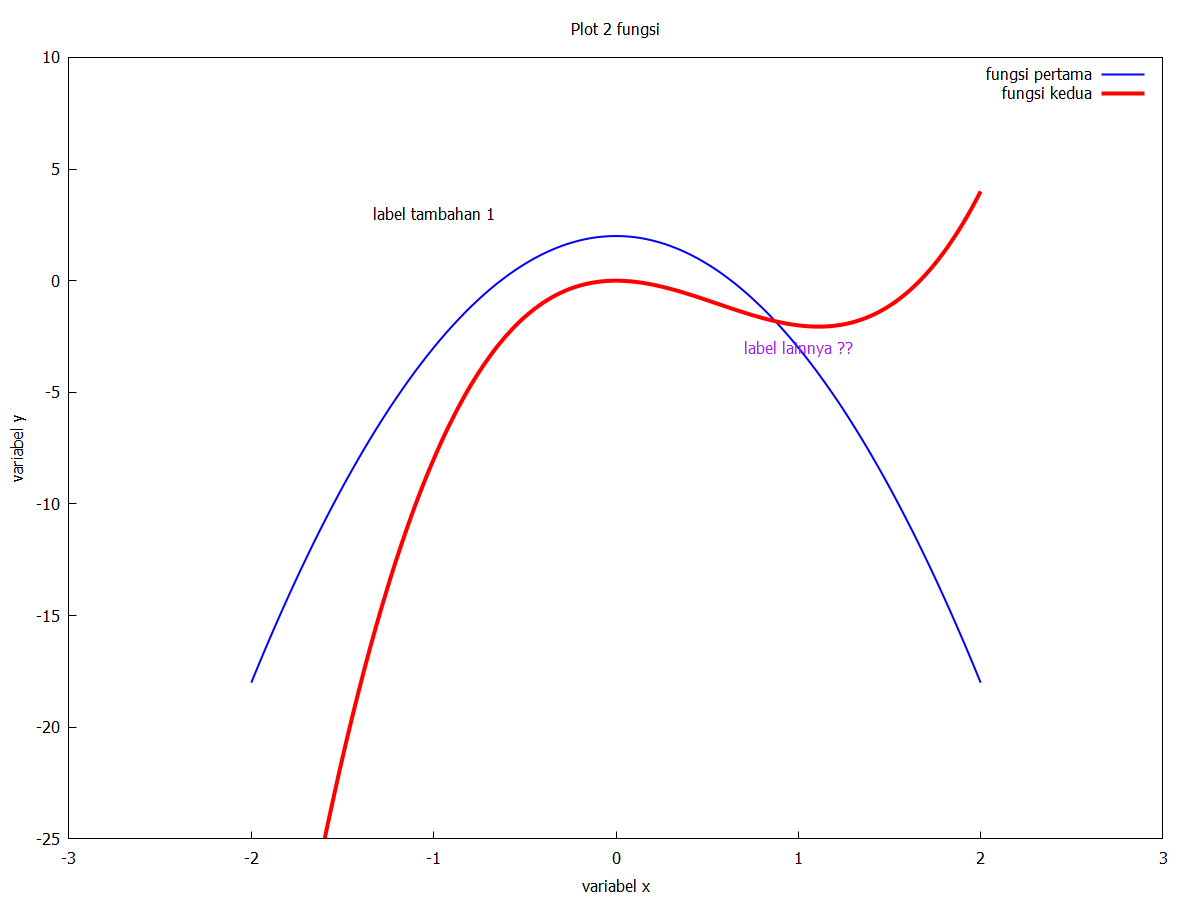 Plot 2 fungsi
10
fungsi pertama
fungsi kedua
5
label tambahan 1
0
label lainnya ??
-5
variabel y
-10
-15
-20
-25
-3
-2
-1
0
1
2
3
variabel x